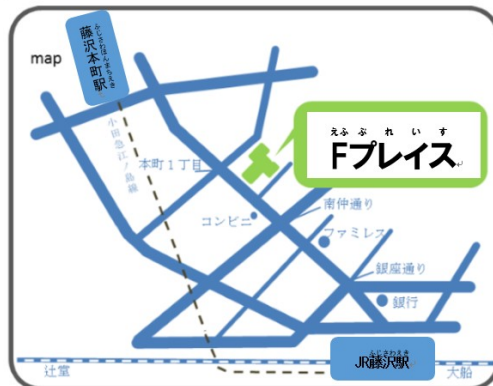 map
ふじさわほんまちえき
藤沢本町駅
小田急江ノ島線
えふぷれいす
Fプレイス
本町1丁目
コンビニ
南仲通り
ファミレス
銀座通り
銀行
ふじさわえき
JR藤沢駅
辻堂
大船